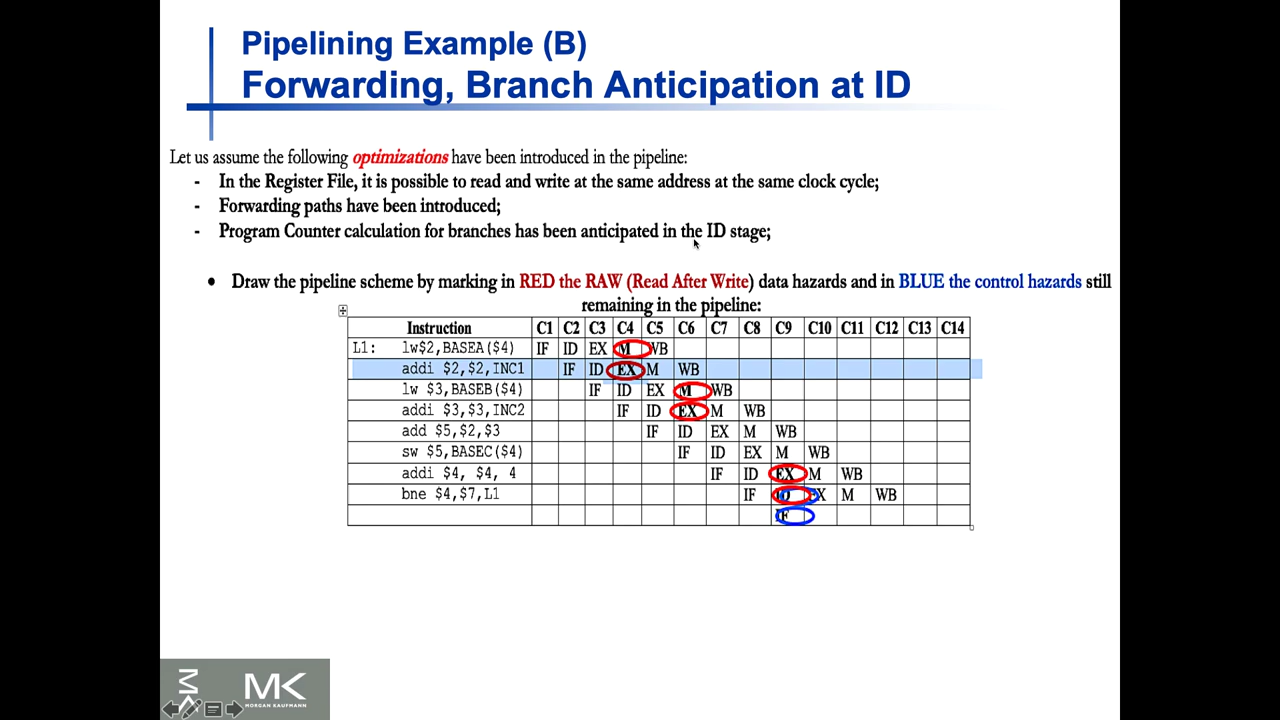 Pipelining Example (B)
Forwarding, Branch Anticipation at ID
Let us assume the following optimizations have been introduced in the pipeline:
- In the Register File, it is possible to read and write at the same address at the same clock cycle;
- Forwarding paths have been introduced;
- Program Counter calculation for branches has been anticipated in the ID stage;
• Draw the pipeline scheme by marking in RED the RAW (Read After Write) data hazards and in BLUE the control hazards still
remaining in the pipeline:
Instruction C1 C2 C3 C4 C5 C6 C7 C8 C9 C10 C11 C12 C13 C14
L1: lw$2,BASEA($4) IF ID EX M WB
addi $2,$2,INC1 IF ID EX M WB
lw $3,BASEB($4) IF ID EX M WB
addi $3,$3,INC2 IF ID EX M WB
add $5,$2,$3 IF ID EX M WB
sw $5,BASEC($4) IF ID EX M WB
addi $4, $4, 4 IF ID EX M WB
bne $4,$7,L1 IF ID EX M WB
IF
MK
MORGAN KAUFMANN